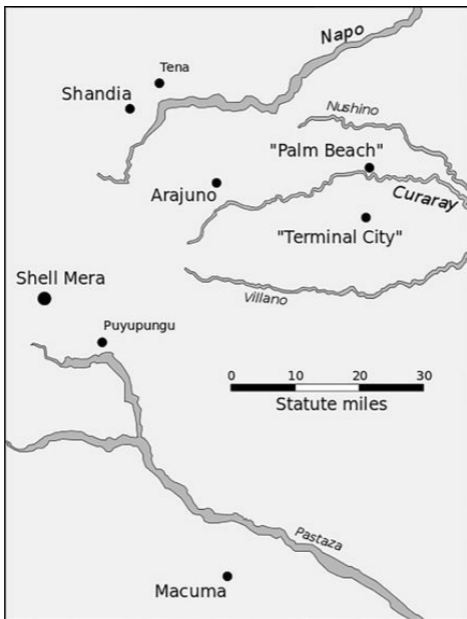 Napo
Tena
Shandia
Nushino
"Palm Beach"
Arajuno
Curaray
"Terminal City"
Shell Mera
Villano
Puyupungu
0 10 20 30
Statute miles
Pastaza
Macuma